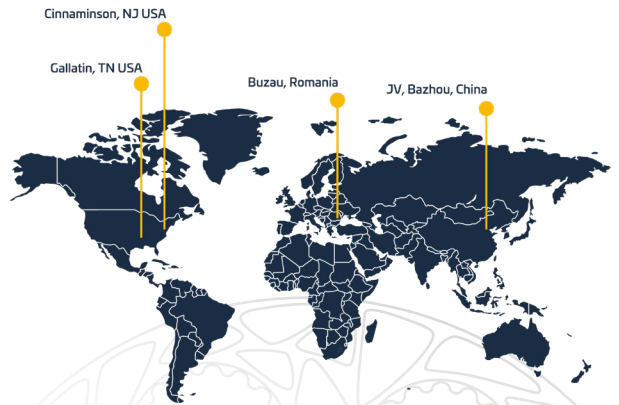 Cinnaminson, NJ USA
Gallatin, TN USA
Buzau, Romania
JV, Bazhou, China